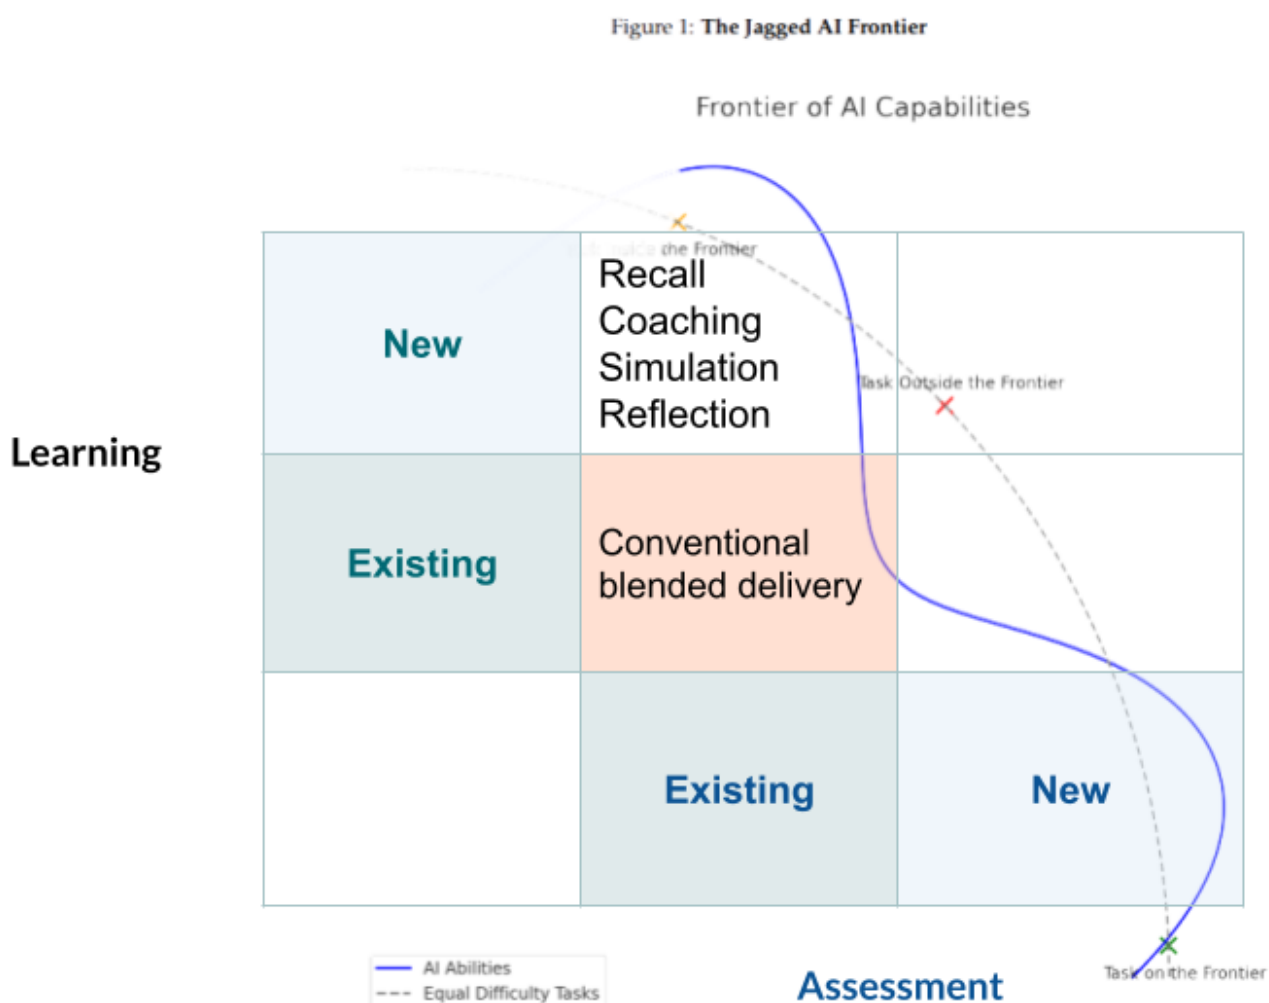 Figure 1: The Jagged AI Frontier
Frontier of AI Capabilities
the Frontier
Recall
Coaching
Simulation
Reflection
New
Task Outside the Frontier
Learning
Existing
Conventional
blended delivery
Existing
New
AI Abilities
Equal Difficulty Tasks
Assessment
Task on the Frontier